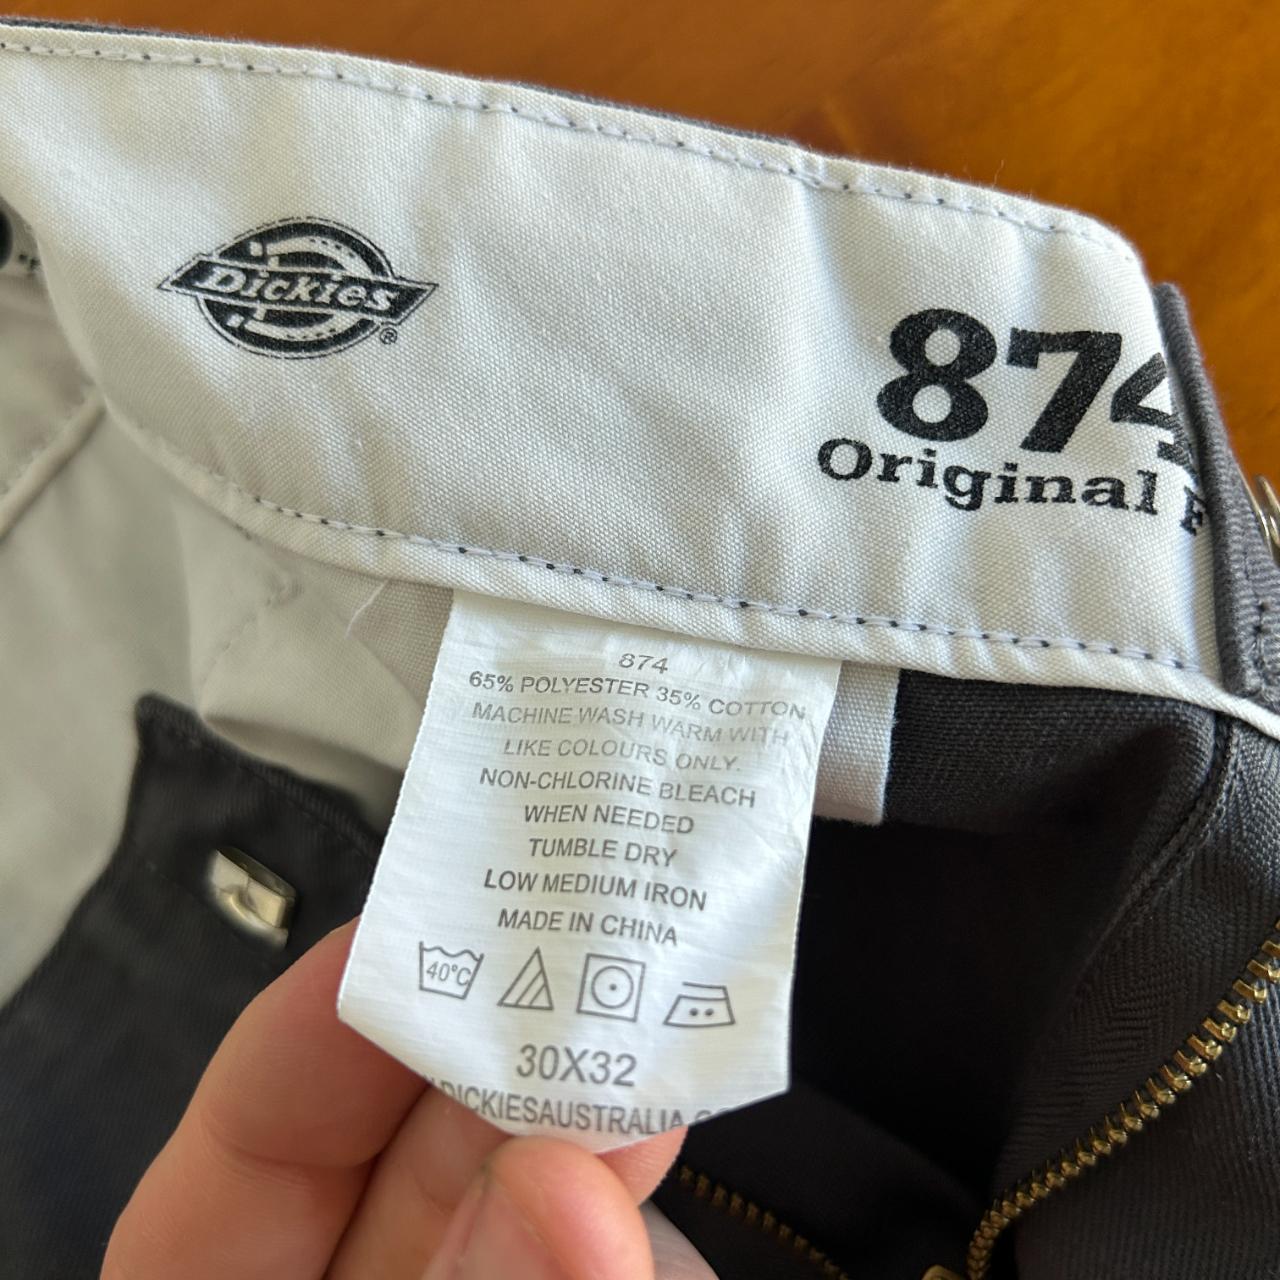 Dickies®
874
Original
874
65% POLYESTER 35% COTTON
MACHINE WASH WARM WITH
LIKE COLOURS ONLY.
NON-CHLORINE BLEACH
WHEN NEEDED
TUMBLE DRY
LOW MEDIUM IRON
MADE IN CHINA
40°C
30X32
DICKIESAUSTRALIA.C